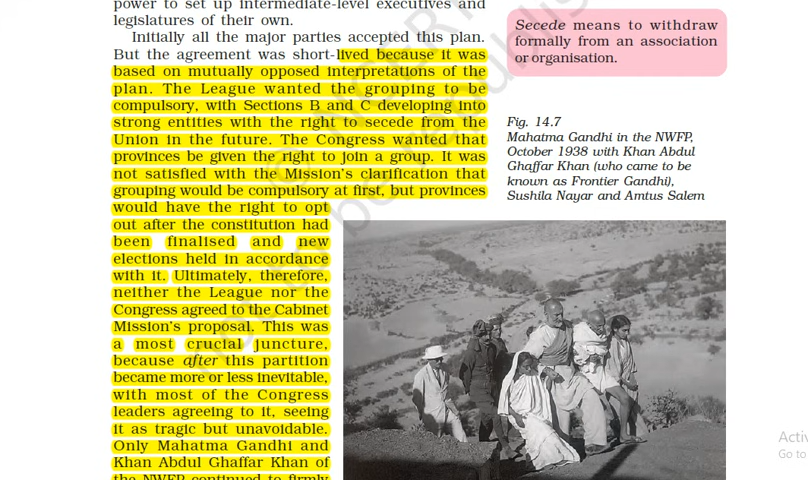 power to set up intermediate-level executives and
legislatures of their own.
Initially all the major parties accepted this plan.
But the agreement was short-lived because it was
based on mutually opposed interpretations of the
plan. The League wanted the grouping to be
compulsory, with Sections B and C developing into
strong entities with the right to secede from the
Union in the future. The Congress wanted that
provinces be given the right to join a group. It was
not satisfied with the Mission's clarification that
grouping would be compulsory at first, but provinces
would have the right to opt
out after the constitution had
been finalised and new
elections held in accordance
with it. Ultimately, therefore,
neither the League nor the
Congress agreed to the Cabinet
Mission's proposal. This was
a most crucial juncture,
because after this partition
became more or less inevitable,
with most of the Congress
leaders agreeing to it, seeing
it as tragic but unavoidable.
Only Mahatma Gandhi and
Khan Abdul Ghaffar Khan of
the NWFP continued to firmly
Secede means to withdraw
formally from an association
or organisation.
Fig. 14.7
Mahatma Gandhi in the NWFP,
October 1938 with Khan Abdul
Ghaffar Khan (who came to be
known as Frontier Gandhi),
Sushila Nayar and Amtus Salem
Activ
Go to